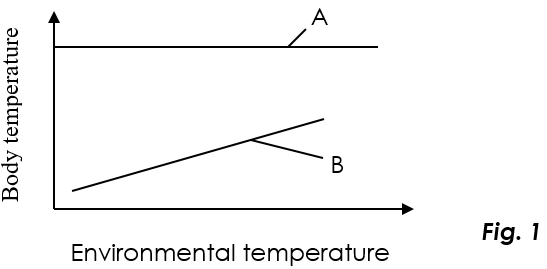 A
Body temperature
B
Fig. 1
Environmental temperature